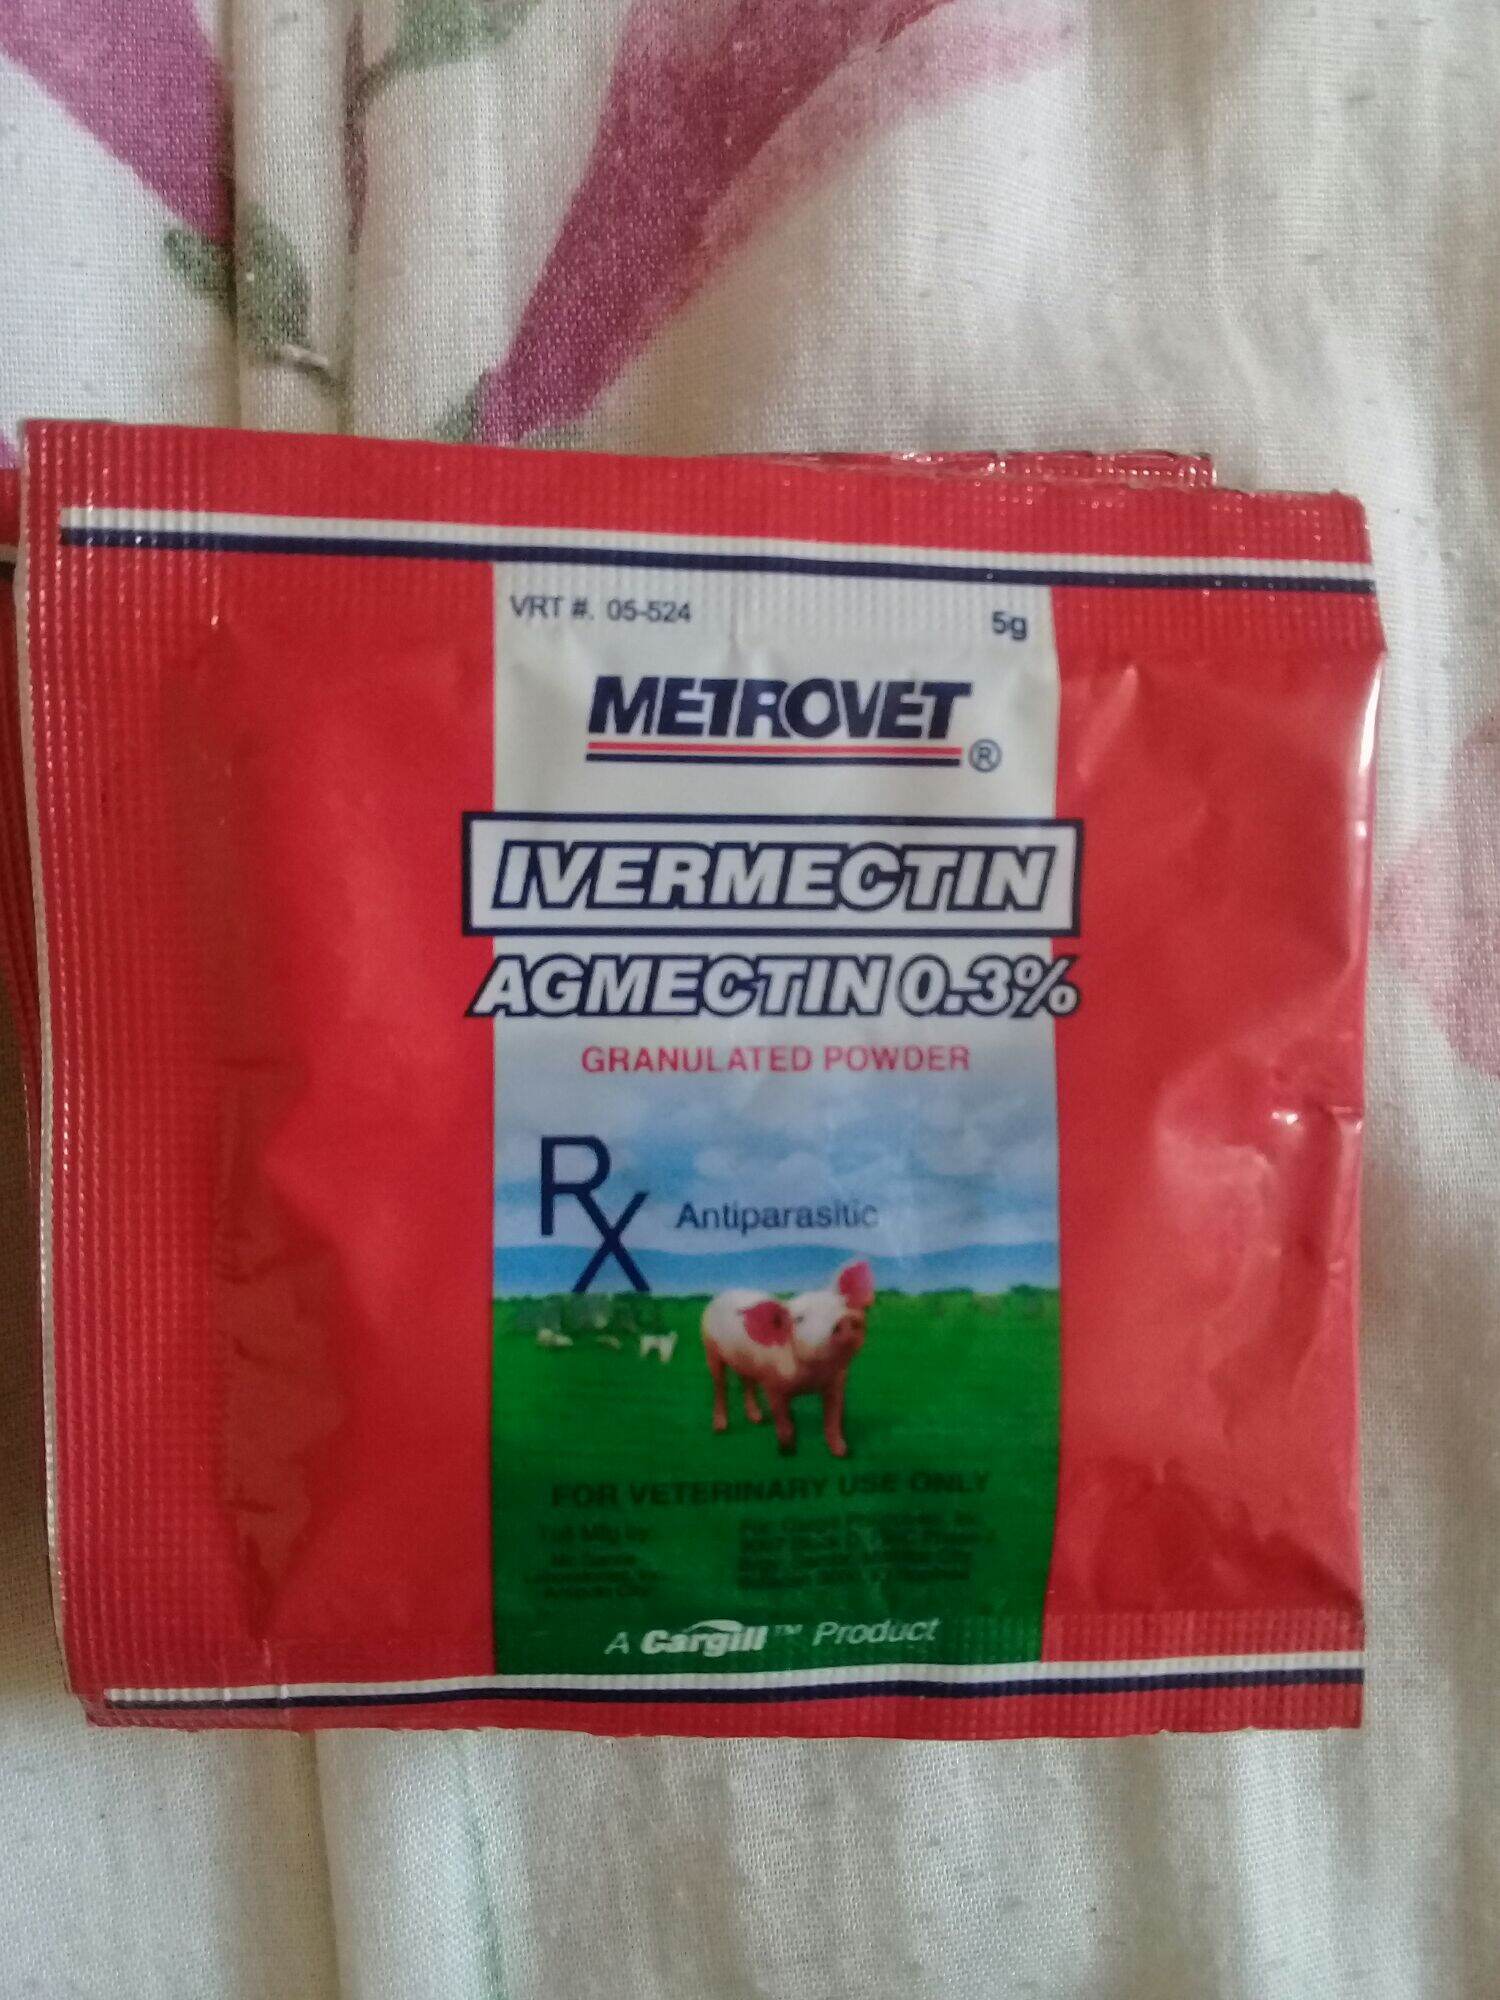 VRT #. 05-524
5g
METROVET
®
IVERMECTIN
AGMECTIN 0.3%
GRANULATED POWDER
Rx Antiparasitic
FOR VETERINARY USE ONLY
A Cargill™ Product